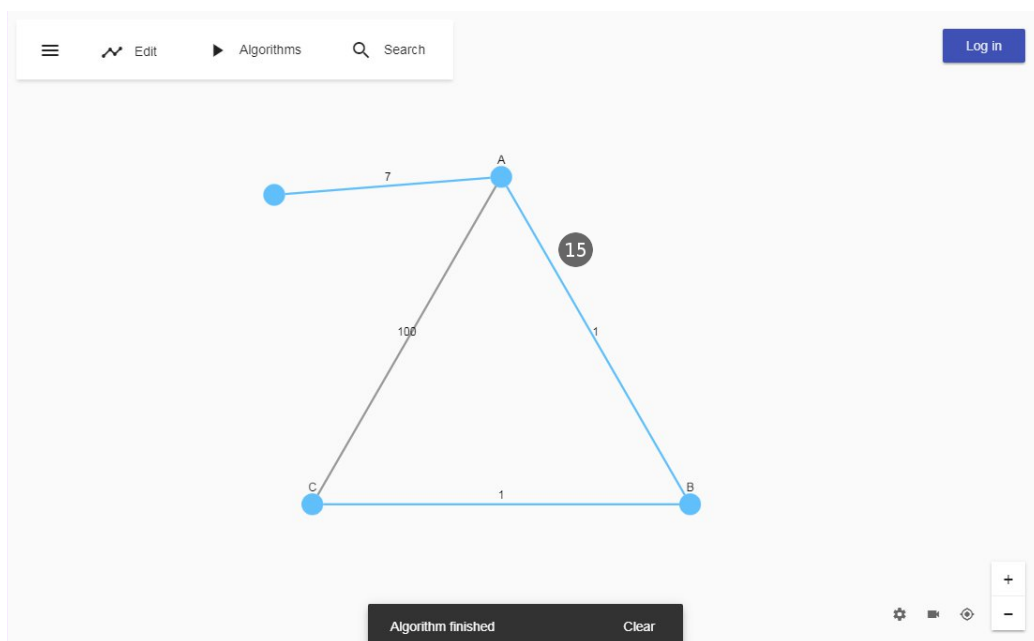 Edit Algorithms Search Log in
A
7
15
100 1
C B
1
+
Algorithm finished Clear
−